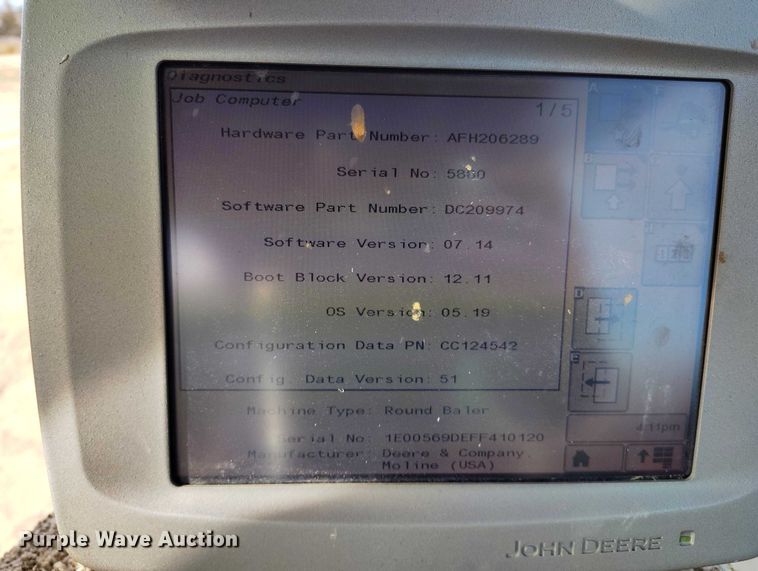 Diagnostics
Job Computer
1/5
Hardware Part Number: AFH206289
Serial No: 5860
Software Part Number: DC209974
Software Version: 07.14
Boot Block Version: 12.11
OS Version: 05.19
Configuration Data PN: CC124542
Config. Data Version: 51
Machine Type: Round Baler
Serial No: 1E00569DEFF410120
Manufacturer: Deere & Company.
Moline (USA)
A
B
D
4:11pm
JOHN DEERE
Purple Wave Auction